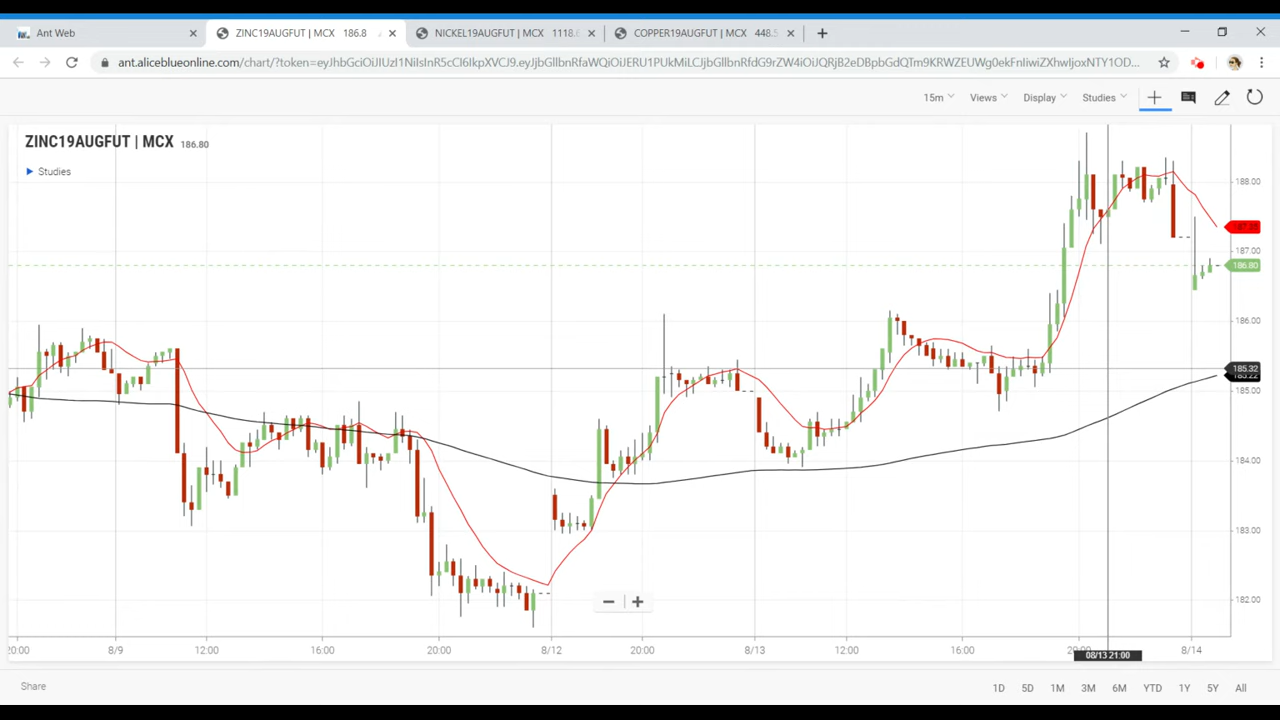 Ant Web
ZINC19AUGFUT | MCX 186.8
NICKEL19AUGFUT | MCX 1118.6
COPPER19AUGFUT | MCX 448.5
15m Views Display Studies
ZINC19AUGFUT | MCX 186.80
Studies
188.00
187.00
186.80
186.00
185.32
185.22
185.00
184.00
183.00
182.00
20:00 8/9 12:00 16:00 20:00 8/12 20:00 8/13 12:00 16:00 8/14
08/13 21:00
Share
1D 5D 1M 3M 6M YTD 1Y 5Y All